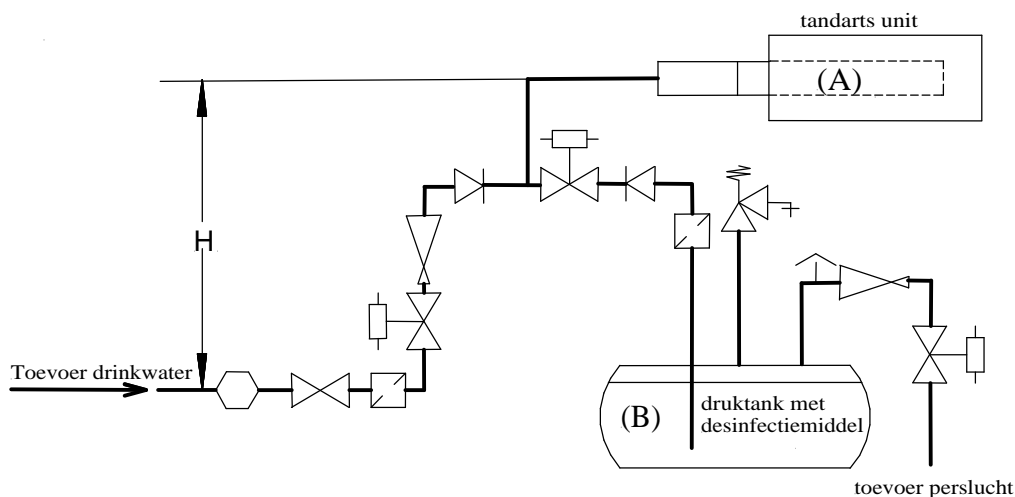 tandarts unit
(A)
H
Toevoer drinkwater
(B)
druktank met
desinfectiemiddel
toevoer perslucht